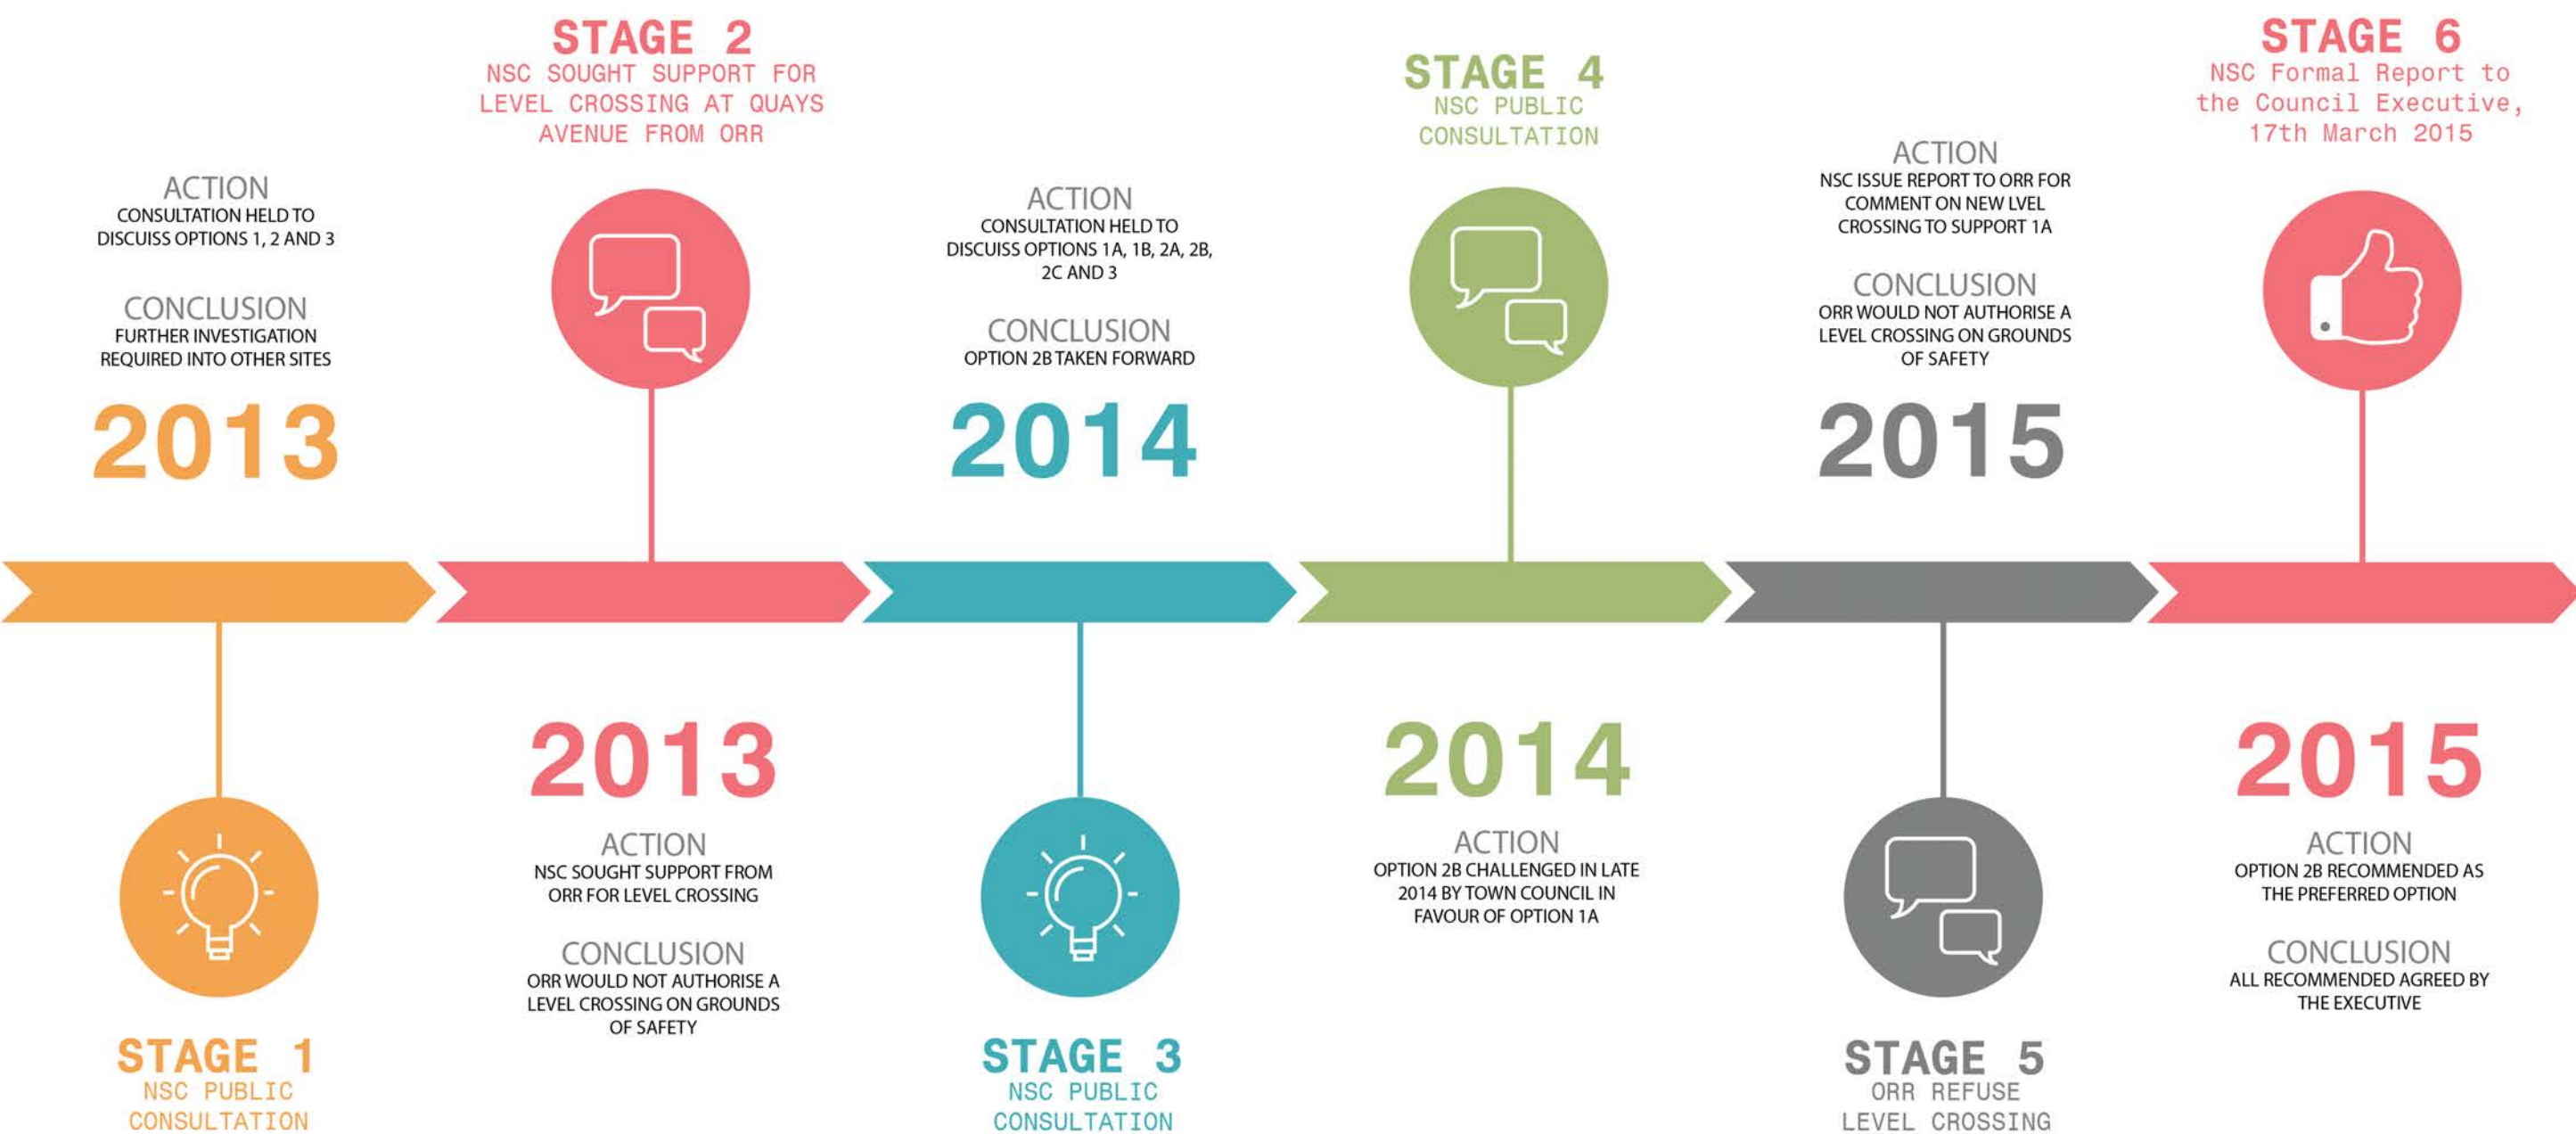 ACTION
CONSULTATION HELD TO
DISCUISS OPTIONS 1, 2 AND 3
CONCLUSION
FURTHER INVESTIGATION
REQUIRED INTO OTHER SITES
2013
STAGE 1
NSC PUBLIC
CONSULTATION
STAGE 2
NSC SOUGHT SUPPORT FOR
LEVEL CROSSING AT QUAYS
AVENUE FROM ORR
2013
ACTION
NSC SOUGHT SUPPORT FROM
ORR FOR LEVEL CROSSING
CONCLUSION
ORR WOULD NOT AUTHORISE A
LEVEL CROSSING ON GROUNDS
OF SAFETY
ACTION
CONSULTATION HELD TO
DISCUISS OPTIONS 1A, 1B, 2A, 2B,
2C AND 3
CONCLUSION
OPTION 2B TAKEN FORWARD
2014
STAGE 3
NSC PUBLIC
CONSULTATION
STAGE 4
NSC PUBLIC
CONSULTATION
2014
ACTION
OPTION 2B CHALLENGED IN LATE
2014 BY TOWN COUNCIL IN
FAVOUR OF OPTION 1A
ACTION
NSC ISSUE REPORT TO ORR FOR
COMMENT ON NEW LVEL
CROSSING TO SUPPORT 1A
CONCLUSION
ORR WOULD NOT AUTHORISE A
LEVEL CROSSING ON GROUNDS
OF SAFETY
2015
STAGE 5
ORR REFUSE
LEVEL CROSSING
STAGE 6
NSC Formal Report to
the Council Executive,
17th March 2015
2015
ACTION
OPTION 2B RECOMMENDED AS
THE PREFERRED OPTION
CONCLUSION
ALL RECOMMENDED AGREED BY
THE EXECUTIVE